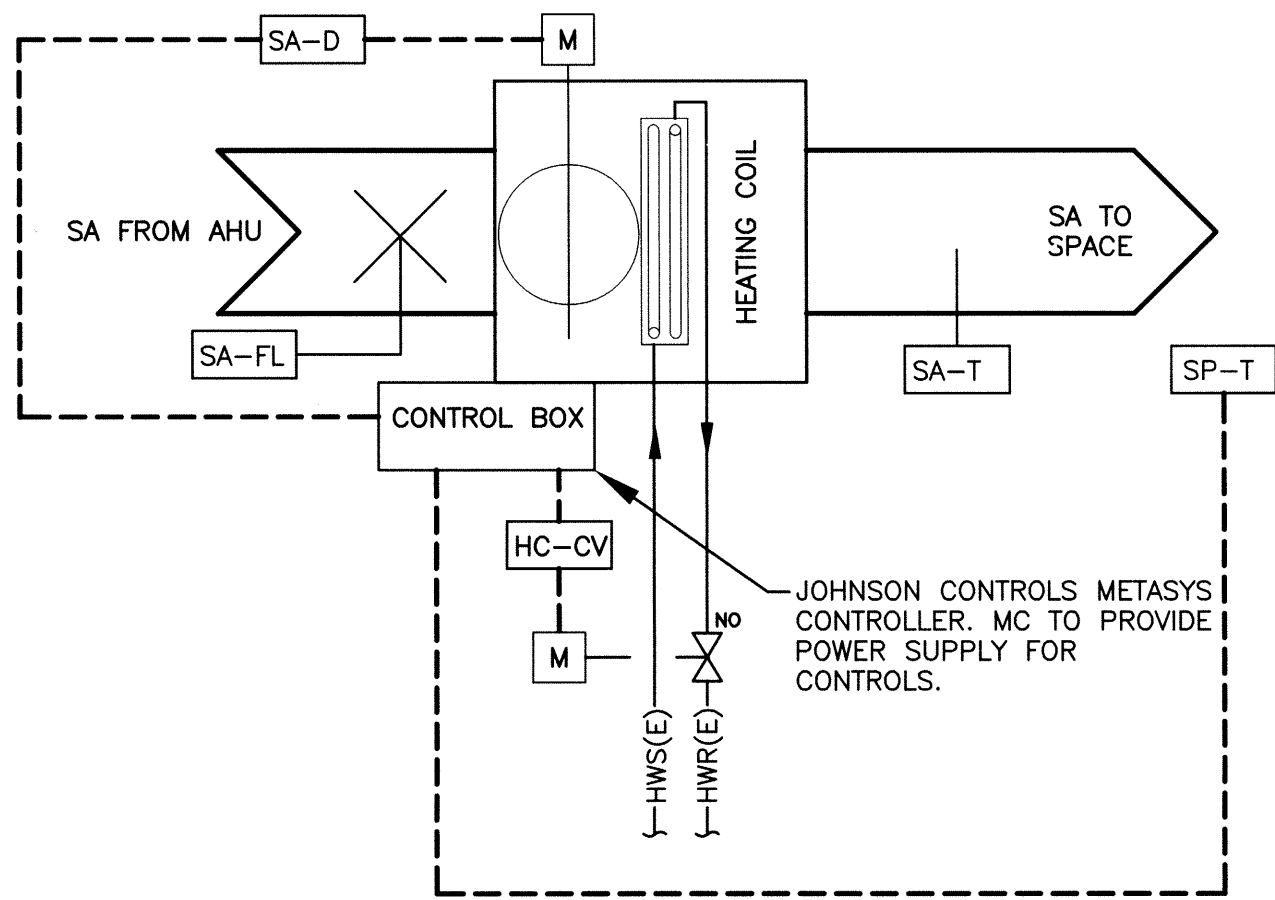 SA-D
M
SA FROM AHU
HEATING COIL
SA TO
SPACE
SA-FL
SA-T
SP-T
CONTROL BOX
HC-CV
M
NO
JOHNSON CONTROLS METASYS
CONTROLLER. MC TO PROVIDE
POWER SUPPLY FOR
CONTROLS.
HWS(E)
HWR(E)